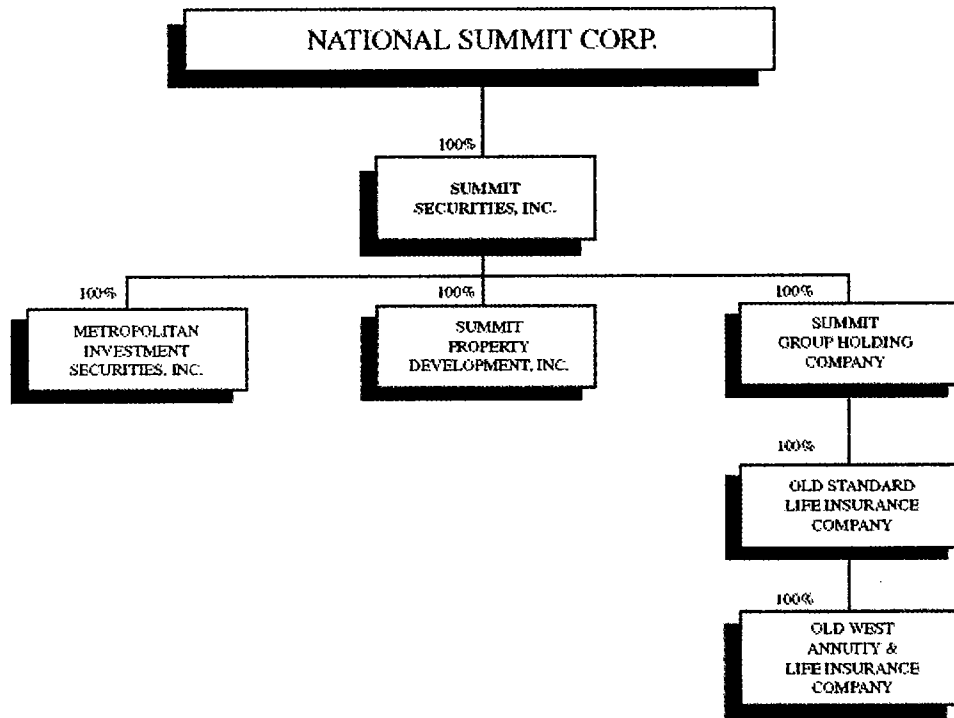 NATIONAL SUMMIT CORP.
100%
SUMMIT
SECURITIES, INC.
100%
100%
100%
METROPOLITAN
INVESTMENT
SECURITIES, INC.
SUMMIT
PROPERTY
DEVELOPMENT, INC.
SUMMIT
GROUP HOLDING
COMPANY
100%
OLD STANDARD
LIFE INSURANCE
COMPANY
100%
OLD WEST
ANNUITY &
LIFE INSURANCE
COMPANY